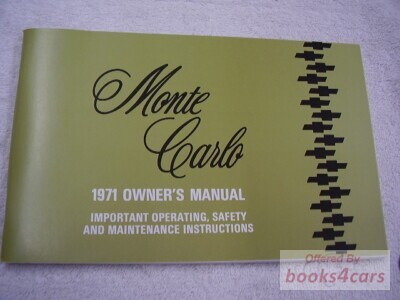 Monte
Carlo
1971 OWNER'S MANUAL
IMPORTANT OPERATING, SAFETY
AND MAINTENANCE INSTRUCTIONS
Offered By
books4cars